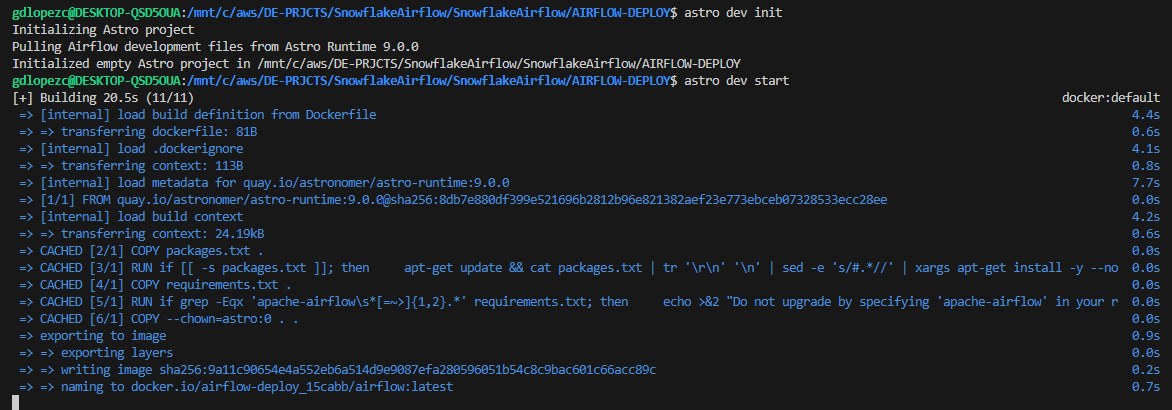 gdlopezc@DESKTOP-QSD5OUA:/mnt/c/aws/DE-PRJCTS/SnowflakeAirflow/SnowflakeAirflow/AIRFLOW-DEPLOY$ astro dev init
Initializing Astro project
Pulling Airflow development files from Astro Runtime 9.0.0
Initialized empty Astro project in /mnt/c/aws/DE-PRJCTS/SnowflakeAirflow/SnowflakeAirflow/AIRFLOW-DEPLOY
gdlopezc@DESKTOP-QSD5OUA:/mnt/c/aws/DE-PRJCTS/SnowflakeAirflow/SnowflakeAirflow/AIRFLOW-DEPLOY$ astro dev start
[+] Building 20.5s (11/11) docker:default
=> [internal] load build definition from Dockerfile 4.4s
=> => transferring dockerfile: 81B 0.6s
=> [internal] load .dockerignore 4.1s
=> => transferring context: 113B 0.8s
=> [internal] load metadata for quay.io/astronomer/astro-runtime:9.0.0 7.7s
=> [1/1] FROM quay.io/astronomer/astro-runtime:9.0.0@sha256:8db7e880df399e521696b2812b96e821382aef23e773ebceb07328533ecc28ee 0.0s
=> [internal] load build context 4.2s
=> => transferring context: 24.19kB 0.6s
=> CACHED [2/1] COPY packages.txt . 0.0s
=> CACHED [3/1] RUN if [[ -s packages.txt ]]; then     apt-get update && cat packages.txt | tr '\r\n' '\n' | sed -e 's/#.*//' | xargs apt-get install -y --no 0.0s
=> CACHED [4/1] COPY requirements.txt . 0.0s
=> CACHED [5/1] RUN if grep -Eqx 'apache-airflow\s*[=~>]{1,2}.*' requirements.txt; then     echo >&2 "Do not upgrade by specifying 'apache-airflow' in your r 0.0s
=> CACHED [6/1] COPY --chown=astro:0 . . 0.0s
=> exporting to image 0.9s
=> => exporting layers 0.0s
=> => writing image sha256:9a11c90654e4a552eb6a514d9e9087efa280596051b54c8c9bac601c66acc89c 0.2s
=> => naming to docker.io/airflow-deploy_15cabb/airflow:latest 0.7s